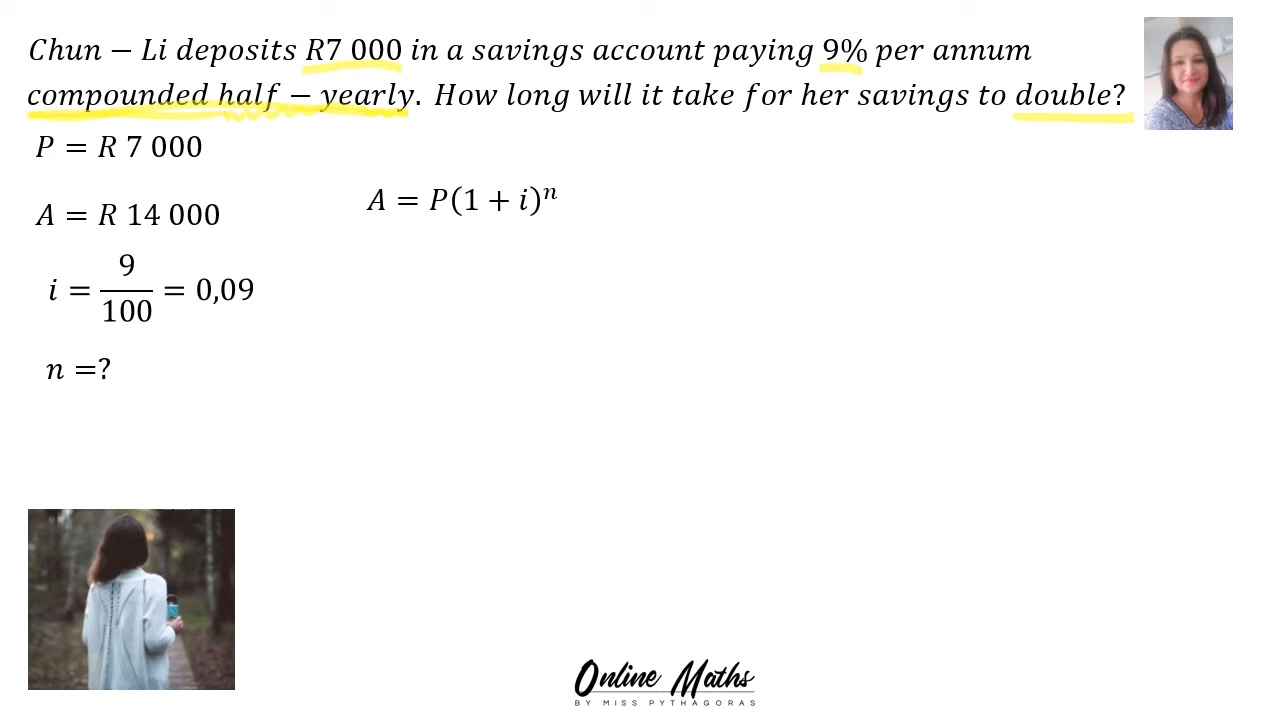 Chun − Li deposits R7 000 in a savings account paying 9% per annum
compounded half − yearly. How long will it take for her savings to double?
P = R 7 000
A = R 14 000
A = P(1 + i)ⁿ
i = 9/100 = 0,09
n =?
Online Maths
BY MISS PYTHAGORAS